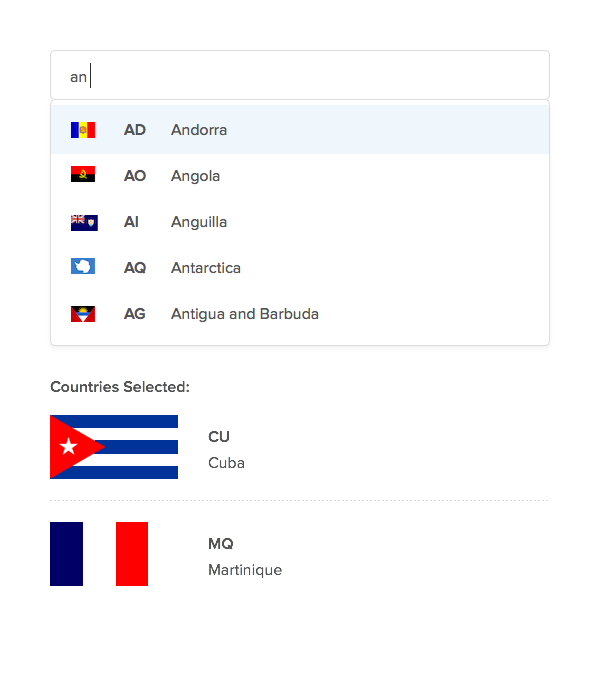 an
AD Andorra
AO Angola
AI Anguilla
AQ Antarctica
AG Antigua and Barbuda
Countries Selected:
CU
Cuba
MQ
Martinique